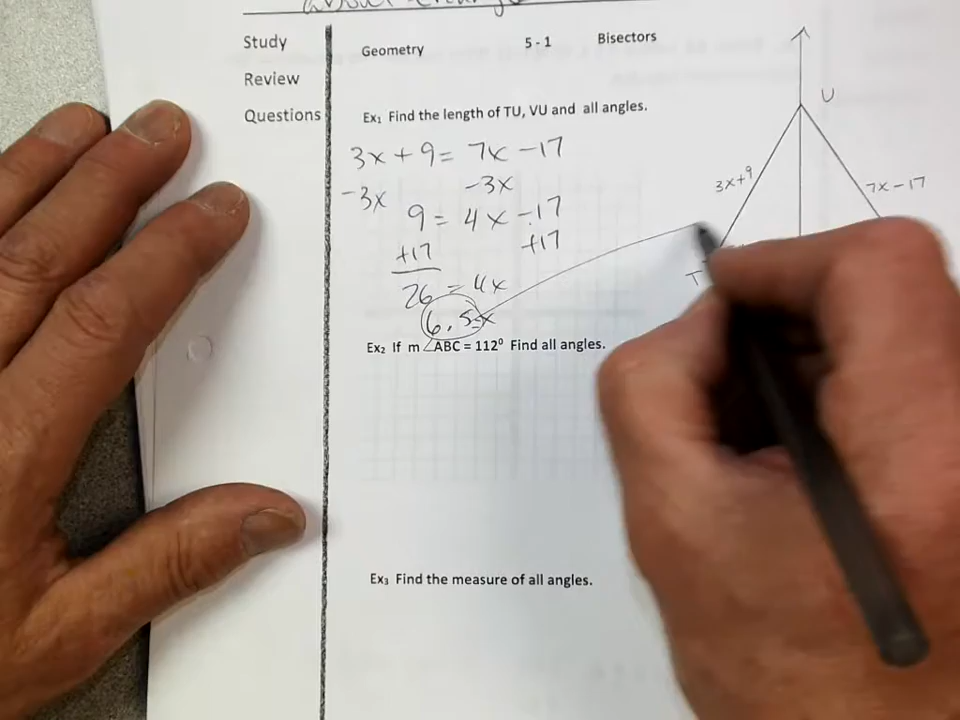 Study
Review
Questions
Geometry 5-1 Bisectors
Ex1 Find the length of TU, VU and all angles.
3x + 9 = 7x - 17
-3x -3x
9 = 4x - 17
+17 +17
26 = 4x
6.5 = x
U
3x+9
7x-17
T
Ex2 If m∠ABC = 112⁰ Find all angles.
Ex3 Find the measure of all angles.